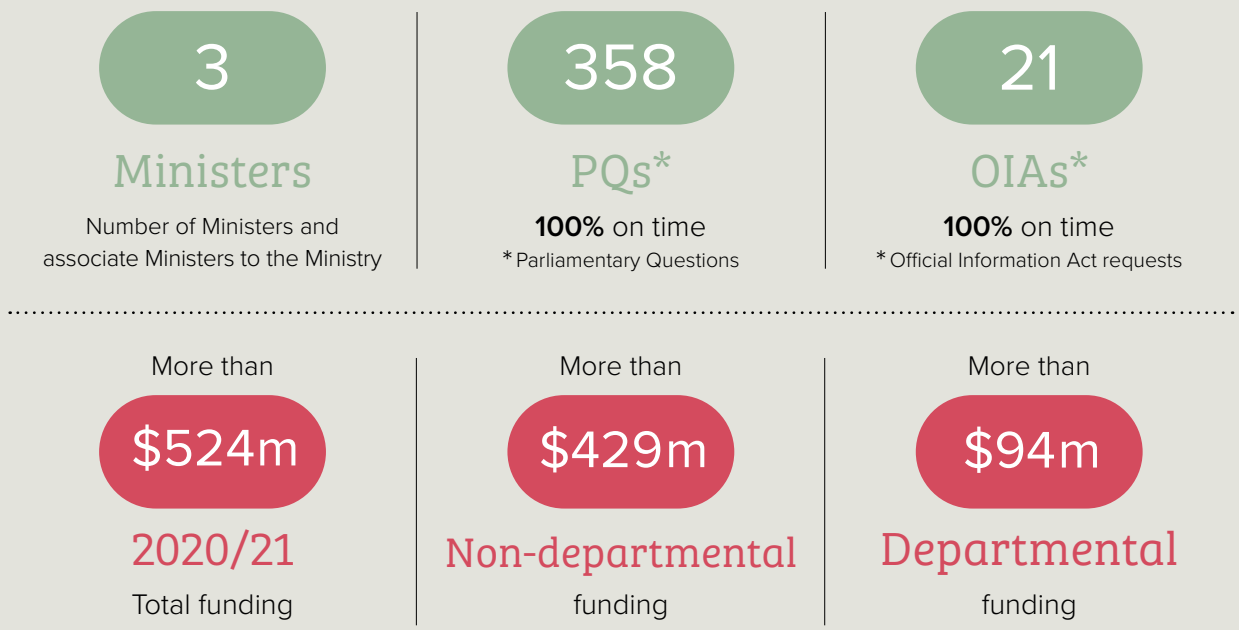 3
Ministers
Number of Ministers and
associate Ministers to the Ministry
358
PQs*
100% on time
* Parliamentary Questions
21
OIAs*
100% on time
* Official Information Act requests
More than
$524m
2020/21
Total funding
More than
$429m
Non-departmental
funding
More than
$94m
Departmental
funding